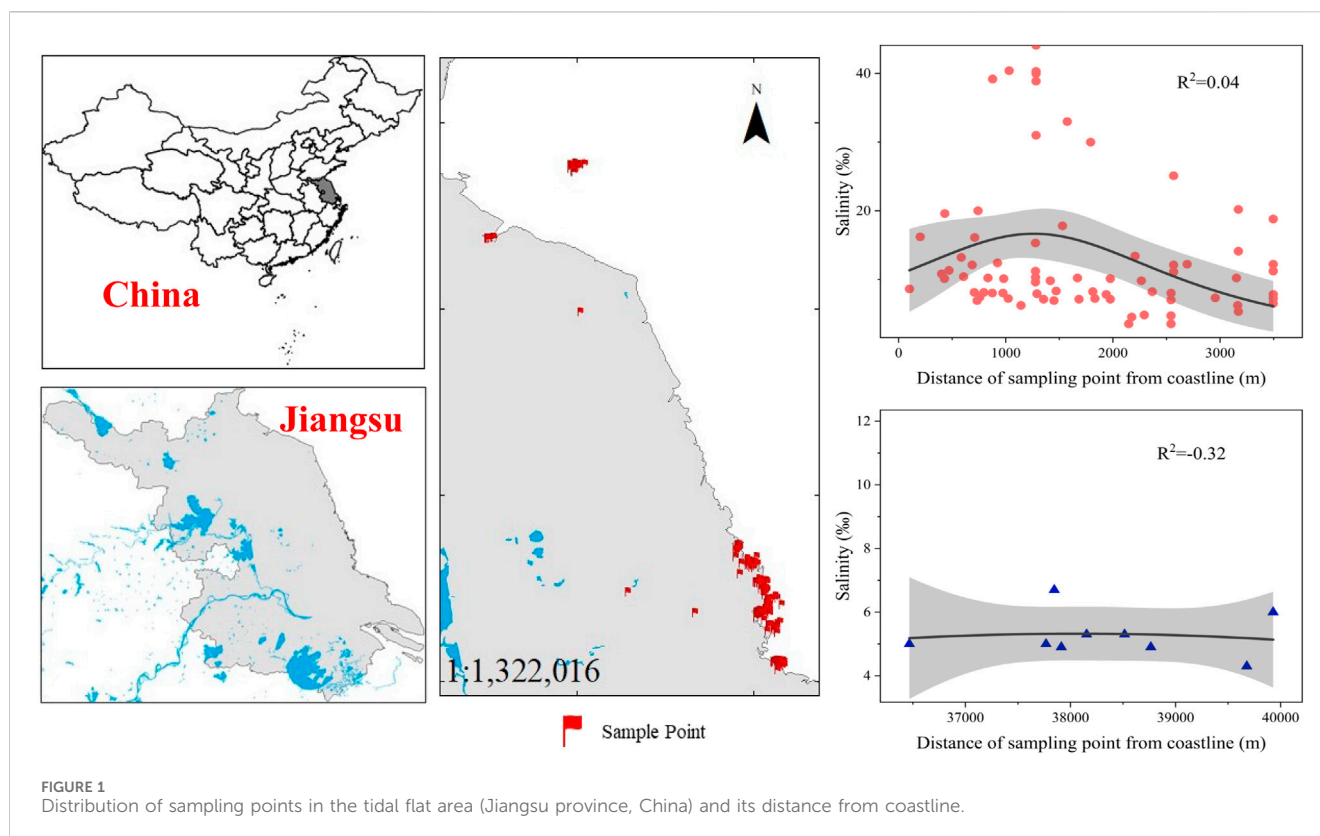 China
Jiangsu
N
1:1,322,016
Sample Point
R²=0.04
Salinity (‰)
40
20
0
1000
2000
3000
Distance of sampling point from coastline (m)
R²=-0.32
Salinity (‰)
12
10
8
6
4
37000
38000
39000
40000
Distance of sampling point from coastline (m)
FIGURE 1
Distribution of sampling points in the tidal flat area (Jiangsu province, China) and its distance from coastline.